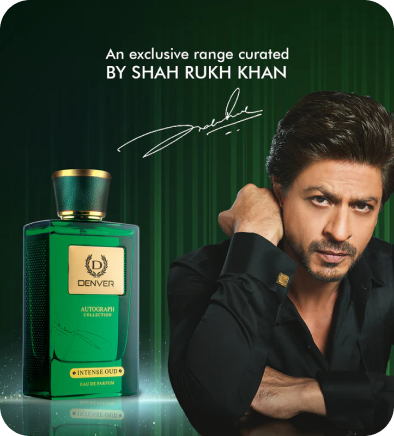 An exclusive range curated
BY SHAH RUKH KHAN
D
DENVER
AUTOGRAPH
COLLECTION
INTENSE OUD
EAU DE PARFUM